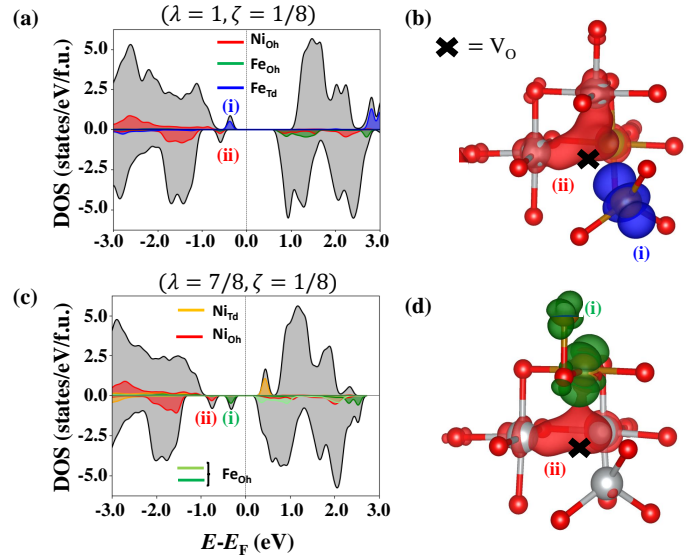 (a)
(λ = 1, ζ = 1/8)
DOS (states/eV/f.u.)
5.0
2.5
0.0
-2.5
-5.0
Ni_Oh
Fe_Oh
Fe_Td
(i)
(ii)
-3.0 -2.0 -1.0 0.0 1.0 2.0 3.0
(b)
✖ = V_O
(ii)
(i)
(c)
(λ = 7/8, ζ = 1/8)
DOS (states/eV/f.u.)
5.0
2.5
0.0
-2.5
-5.0
Ni_Td
Ni_Oh
(ii) (i)
Fe_Oh
-3.0 -2.0 -1.0 0.0 1.0 2.0 3.0
E-E_F (eV)
(d)
(i)
(ii)